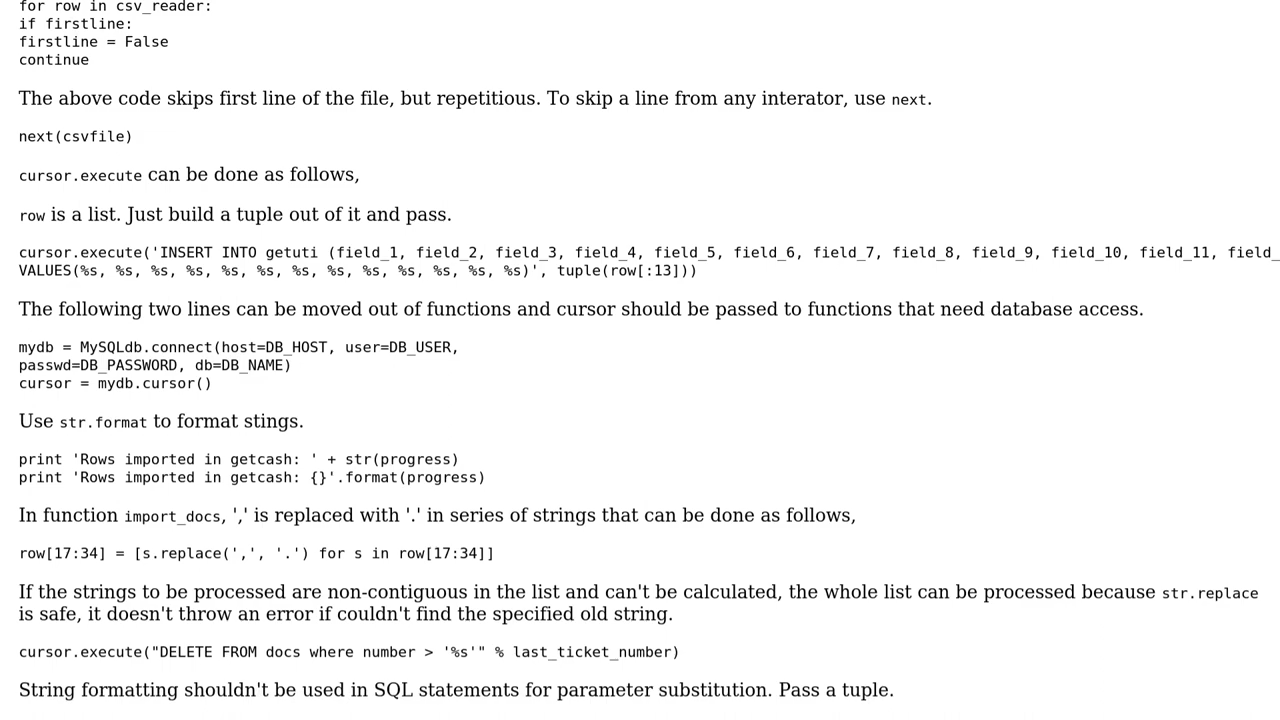 for row in csv_reader:
if firstline:
firstline = False
continue
The above code skips first line of the file, but repetitious. To skip a line from any interator, use next.
next(csvfile)
cursor.execute can be done as follows,
row is a list. Just build a tuple out of it and pass.
cursor.execute('INSERT INTO getuti (field_1, field_2, field_3, field_4, field_5, field_6, field_7, field_8, field_9, field_10, field_11, field_
VALUES(%s, %s, %s, %s, %s, %s, %s, %s, %s, %s, %s, %s, %s)', tuple(row[:13]))
The following two lines can be moved out of functions and cursor should be passed to functions that need database access.
mydb = MySQLdb.connect(host=DB_HOST, user=DB_USER,
passwd=DB_PASSWORD, db=DB_NAME)
cursor = mydb.cursor()
Use str.format to format stings.
print 'Rows imported in getcash: ' + str(progress)
print 'Rows imported in getcash: {}'.format(progress)
In function import_docs, ',' is replaced with '.' in series of strings that can be done as follows,
row[17:34] = [s.replace(',', '.') for s in row[17:34]]
If the strings to be processed are non-contiguous in the list and can't be calculated, the whole list can be processed because str.replace
is safe, it doesn't throw an error if couldn't find the specified old string.
cursor.execute("DELETE FROM docs where number > '%s'" % last_ticket_number)
String formatting shouldn't be used in SQL statements for parameter substitution. Pass a tuple.